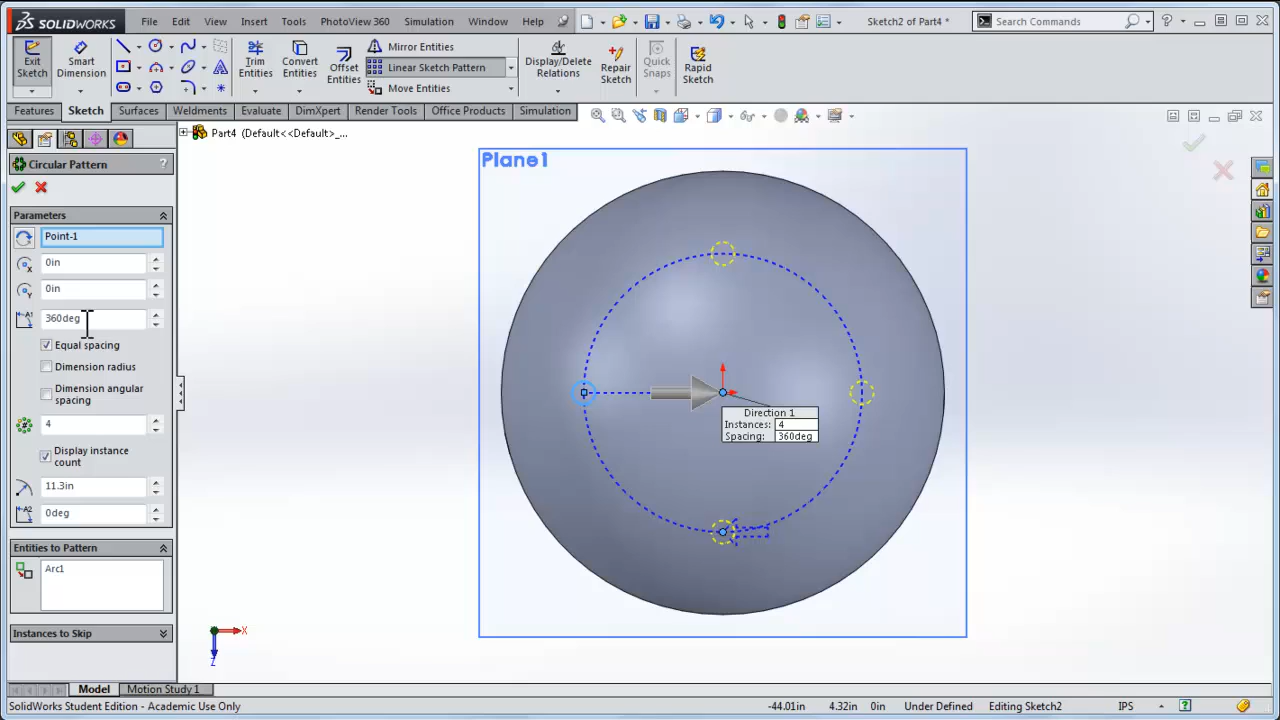 SOLIDWORKS File Edit View Insert Tools PhotoView 360 Simulation Window Help Sketch2 of Part4 * Search Commands
Exit Sketch
Smart Dimension
Trim Entities
Convert Entities
Offset Entities
Mirror Entities
Linear Sketch Pattern
Move Entities
Display/Delete Relations
Repair Sketch
Quick Snaps
Rapid Sketch
Features Sketch Surfaces Weldments Evaluate DimXpert Render Tools Office Products Simulation
Part4 (Default<<Default>_...
Circular Pattern ?
Parameters
Point-1
0in
0in
360deg
Equal spacing
Dimension radius
Dimension angular spacing
4
Display instance count
11.3in
0deg
Entities to Pattern
Arc1
Instances to Skip
Plane1
Direction 1
Instances: 4
Spacing: 360deg
X
Z
Model Motion Study 1
SolidWorks Student Edition - Academic Use Only -44.01in 4.32in 0in Under Defined Editing Sketch2 IPS